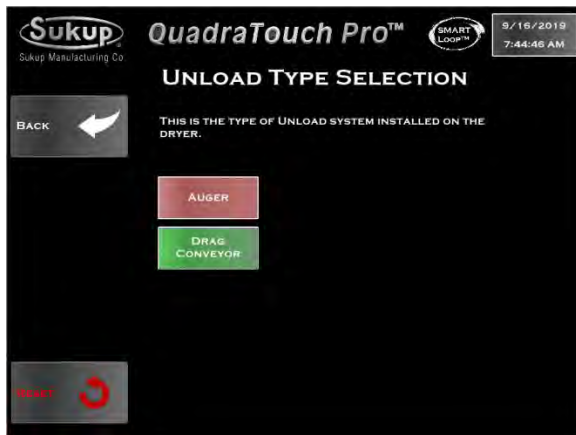 Sukup
Sukup Manufacturing Co
QuadraTouch Pro™
SMART
LOOP™
9/16/2019
7:44:46 AM
UNLOAD TYPE SELECTION
BACK
THIS IS THE TYPE OF UNLOAD SYSTEM INSTALLED ON THE
DRYER.
AUGER
DRAG
CONVEYOR
RESET